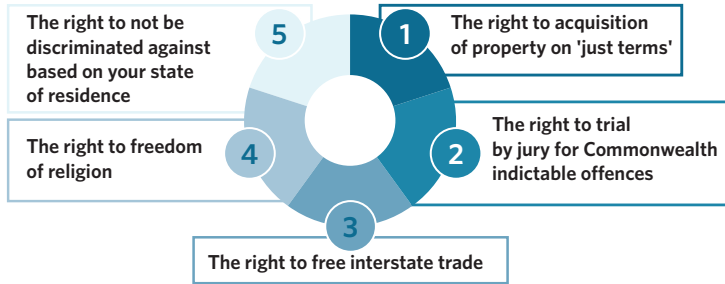 1
The right to acquisition
of property on 'just terms'
2
The right to trial
by jury for Commonwealth
indictable offences
3
The right to free interstate trade
4
The right to freedom
of religion
5
The right to not be
discriminated against
based on your state
of residence